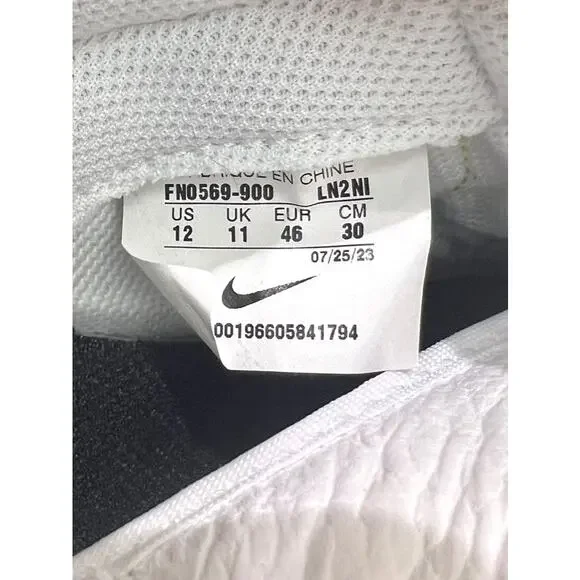 EN CHINE
FN0569-900 LN2NI
US UK EUR CM
12 11 46 30
07/25/23
00196605841794